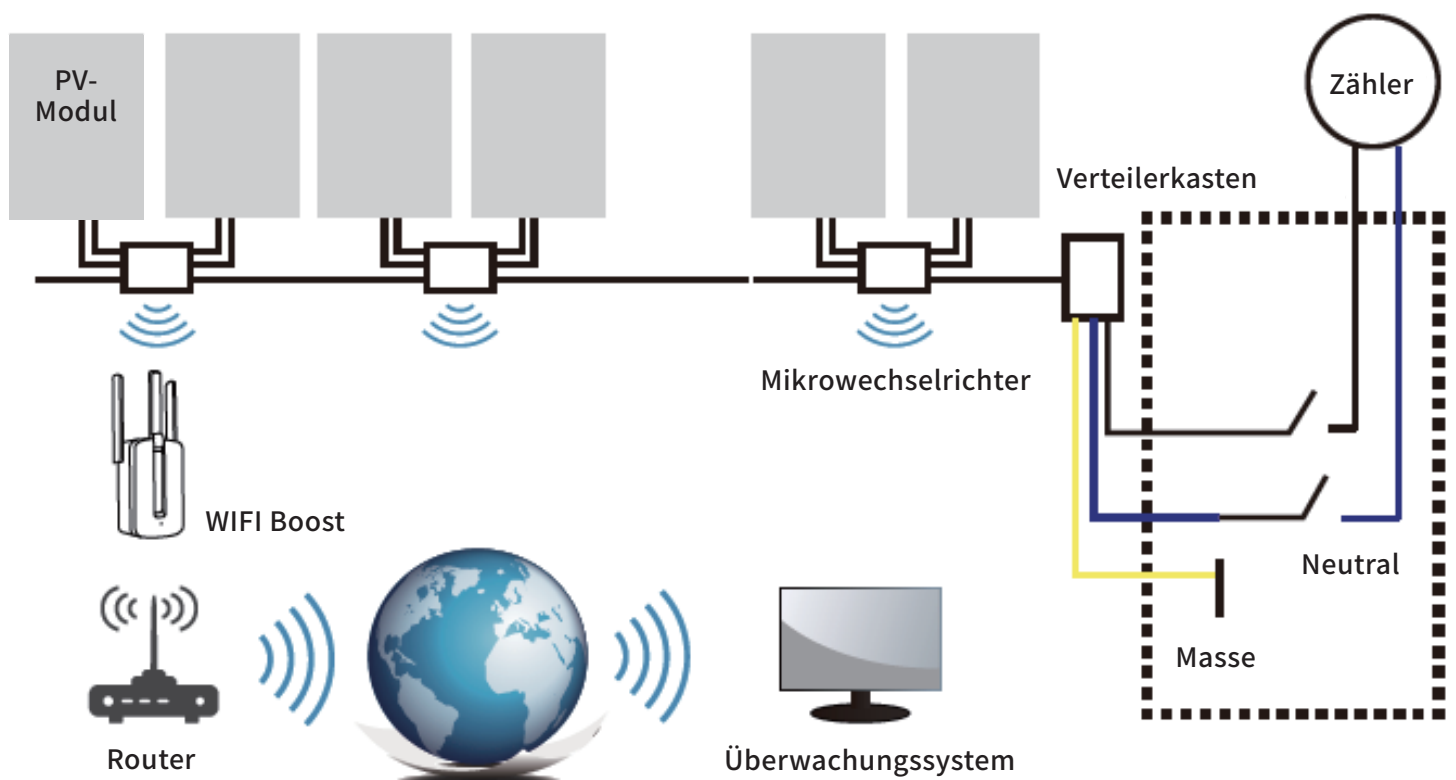 PV-
Modul
Zähler
Verteilerkasten
Mikrowechselrichter
WIFI Boost
Neutral
Masse
Router
Überwachungssystem